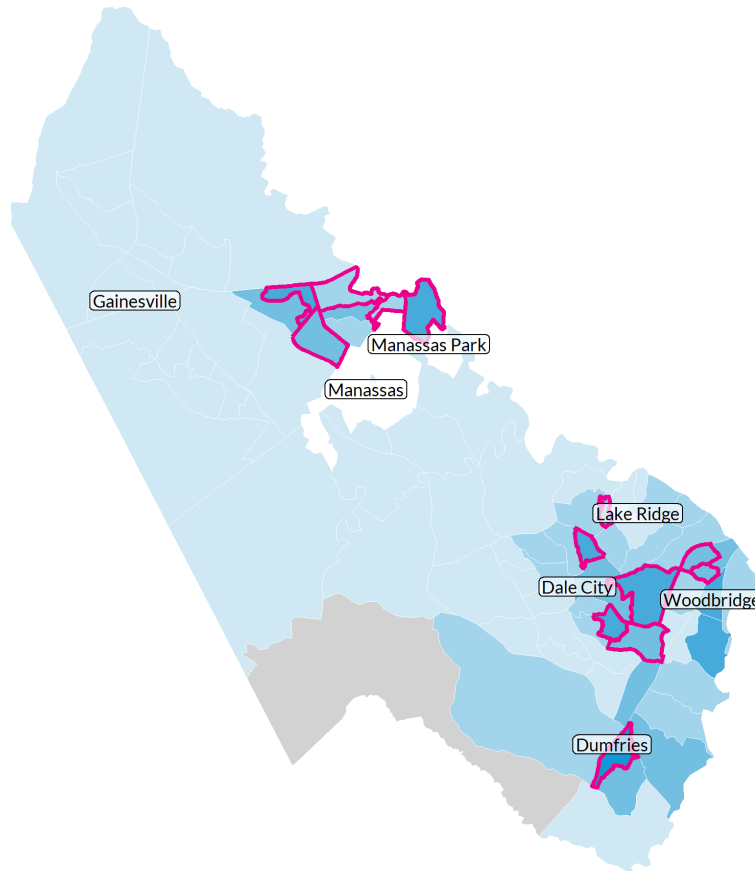 Gainesville
Manassas Park
Manassas
Lake Ridge
Dale City
Woodbridge
Dumfries